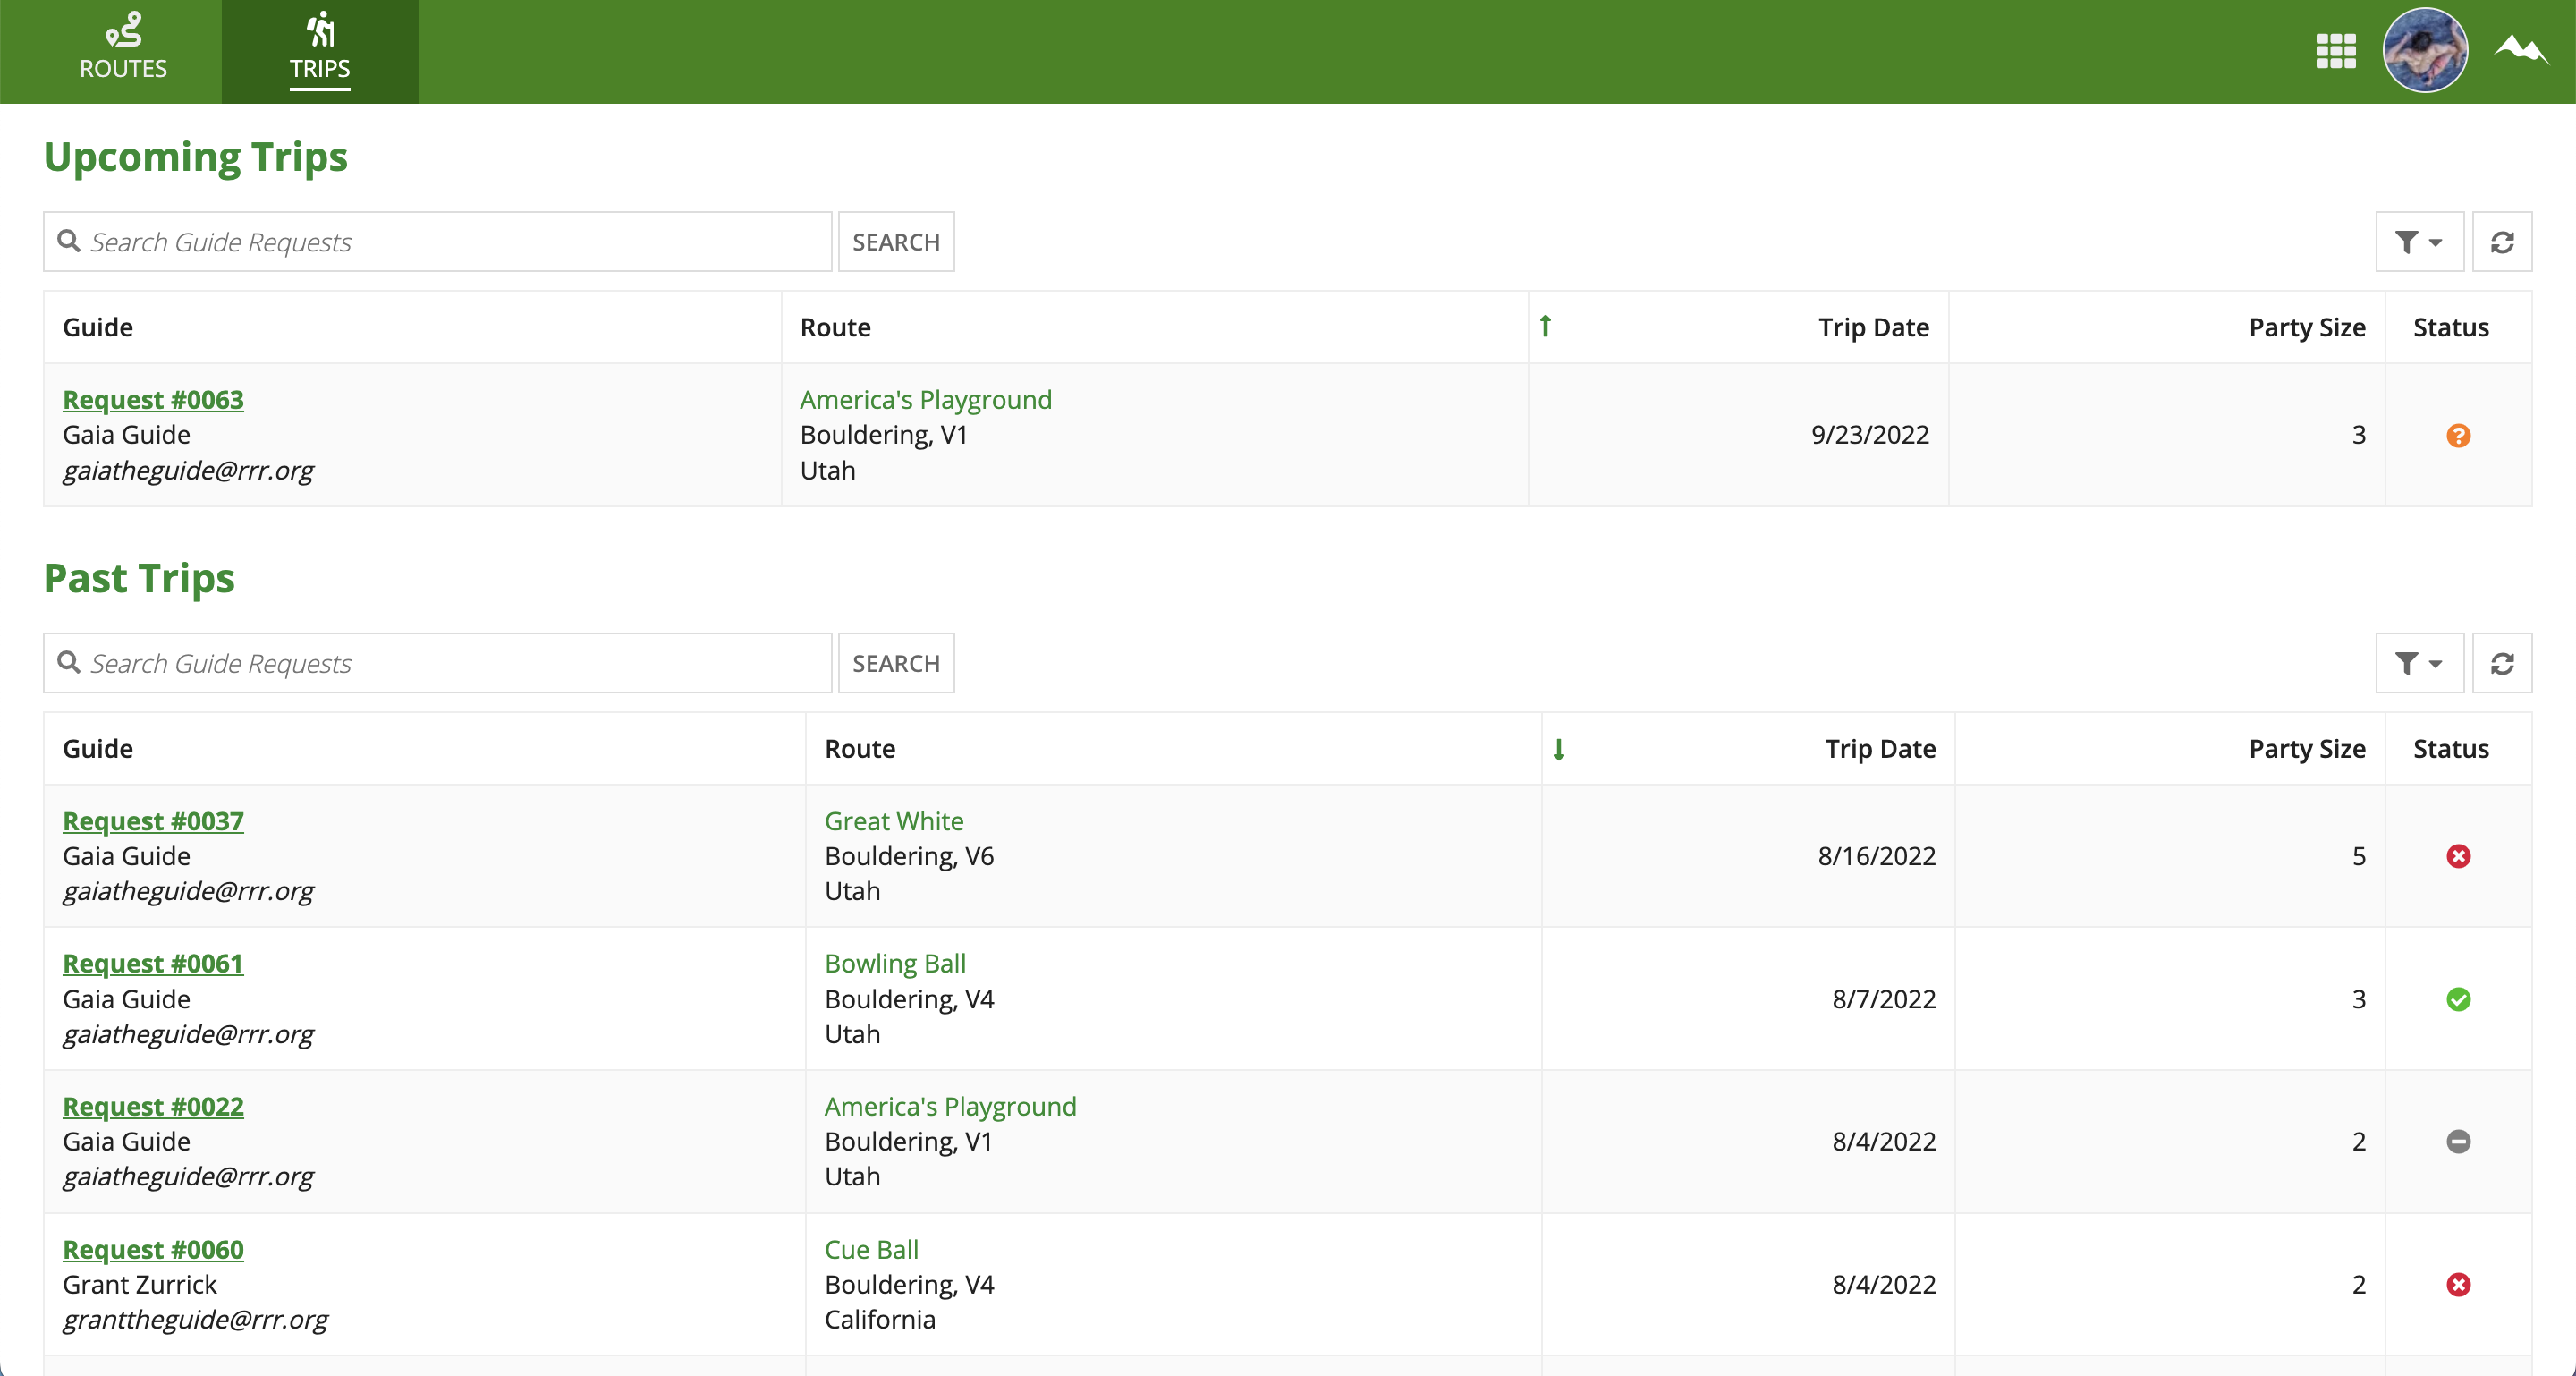 ROUTES
TRIPS
Upcoming Trips
Search Guide Requests
SEARCH
Guide
Route
Trip Date
Party Size
Status
Request #0063
Gaia Guide
gaiatheguide@rrr.org
America's Playground
Bouldering, V1
Utah
9/23/2022
3
Past Trips
Search Guide Requests
SEARCH
Guide
Route
Trip Date
Party Size
Status
Request #0037
Gaia Guide
gaiatheguide@rrr.org
Great White
Bouldering, V6
Utah
8/16/2022
5
Request #0061
Gaia Guide
gaiatheguide@rrr.org
Bowling Ball
Bouldering, V4
Utah
8/7/2022
3
Request #0022
Gaia Guide
gaiatheguide@rrr.org
America's Playground
Bouldering, V1
Utah
8/4/2022
2
Request #0060
Grant Zurrick
granttheguide@rrr.org
Cue Ball
Bouldering, V4
California
8/4/2022
2